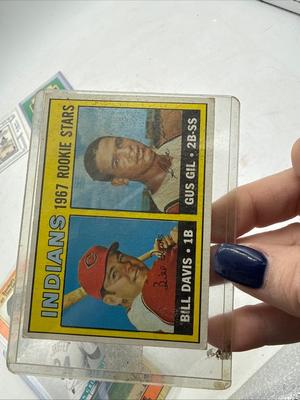 INDIANS 1967 ROOKIE STARS
BILL DAVIS • 1B
GUS GIL • 2B-SS